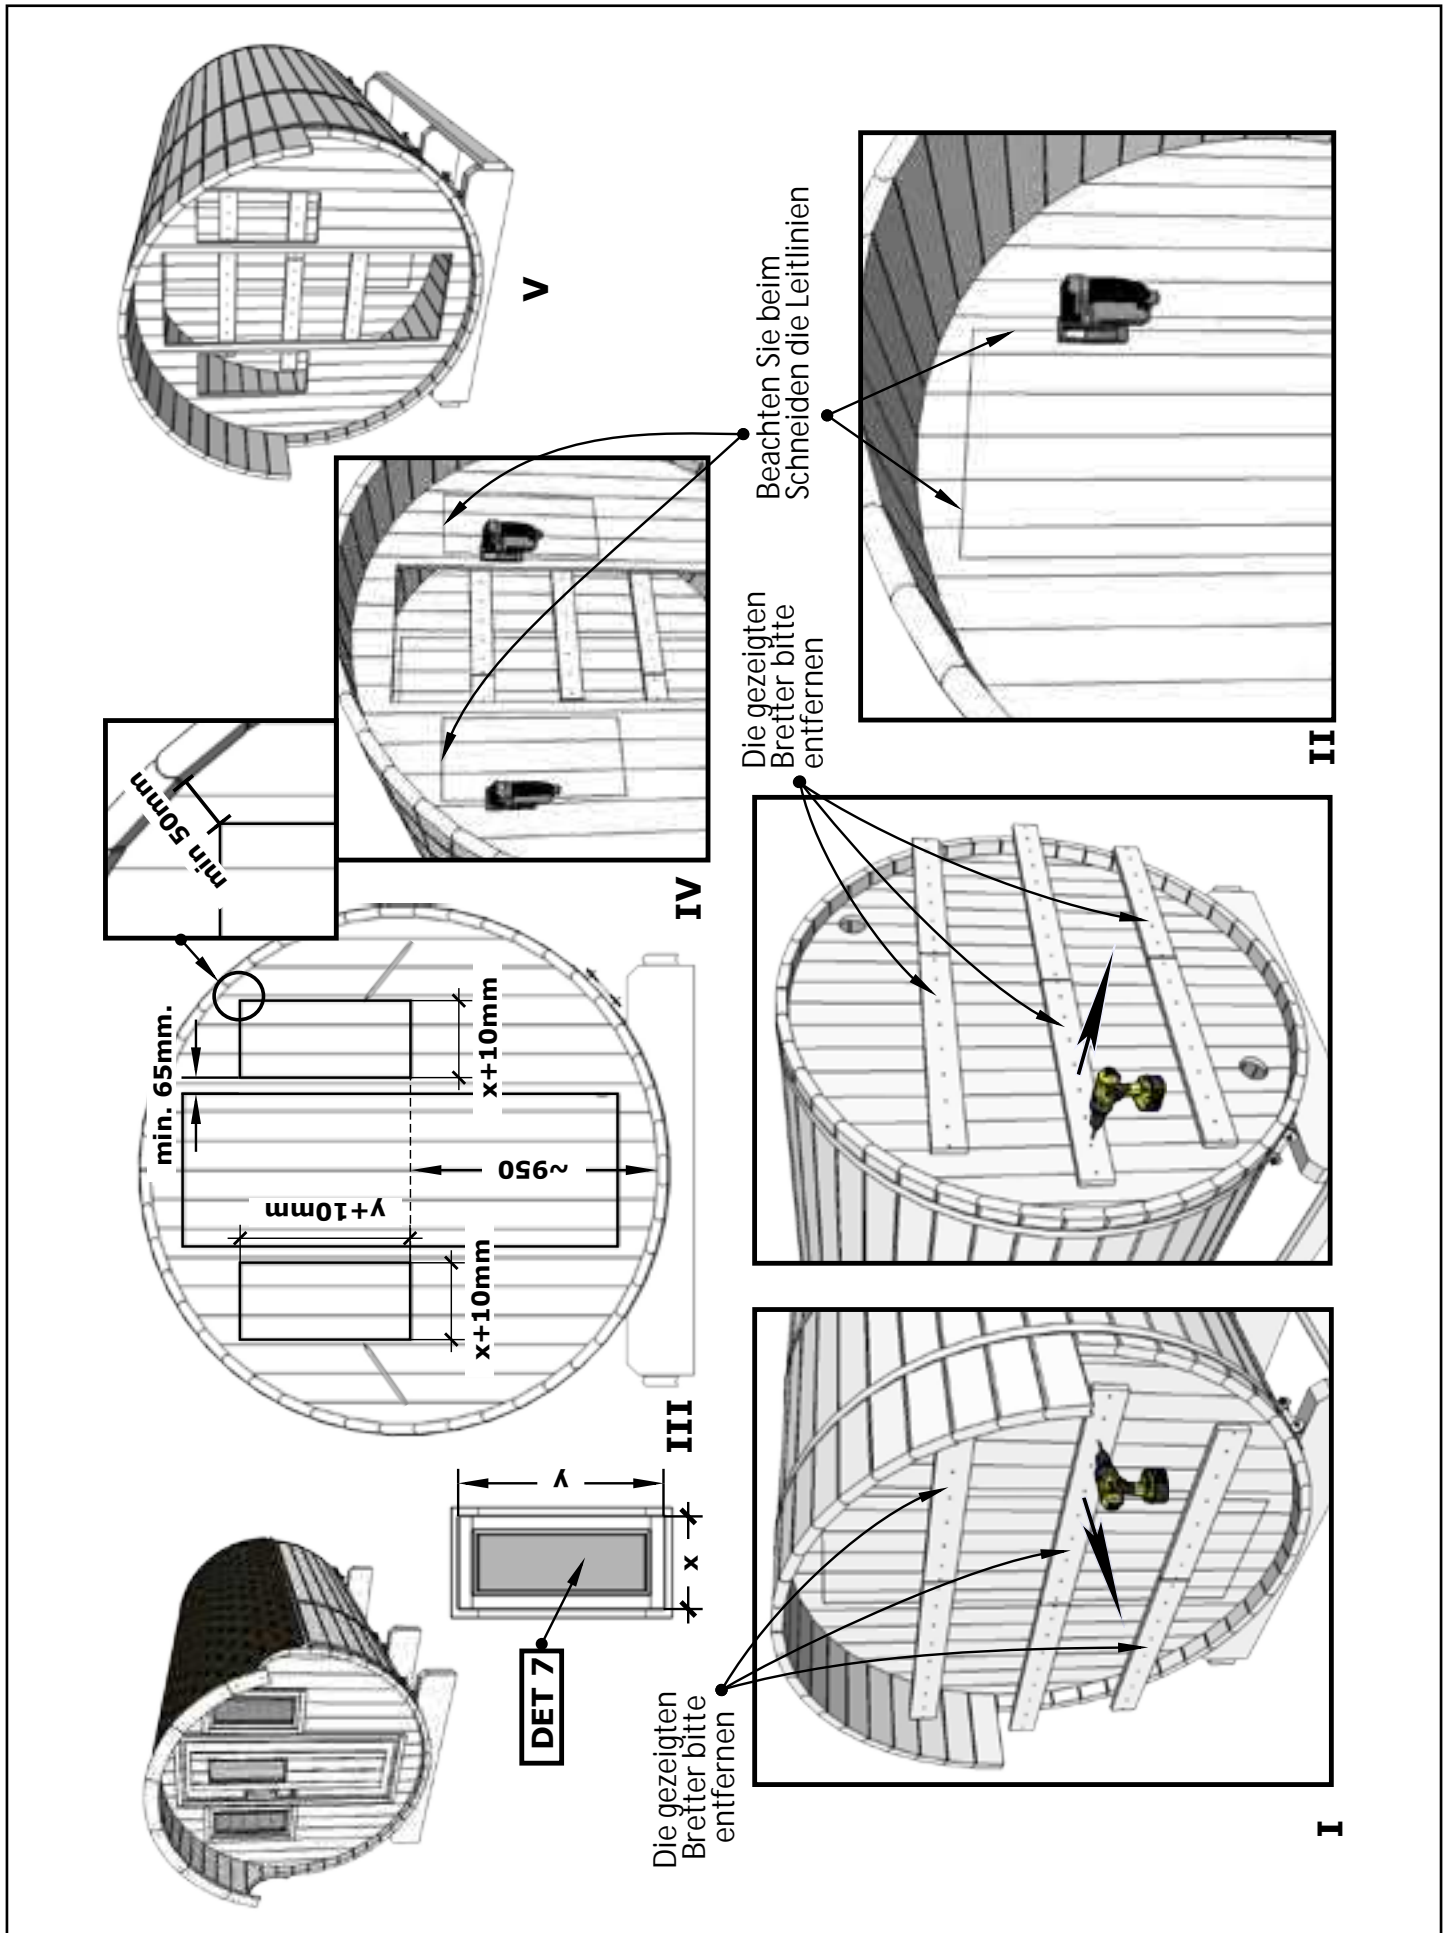 I
Die gezeigten
Bretter bitte
entfernen
Die gezeigten
Bretter bitte
entfernen
II
Beachten Sie beim
Schneiden die Leitlinien
DET 7
x
y
III
x+10mm
y+10mm
~950
min. 65mm.
x+10mm
min 50mm
IV
V